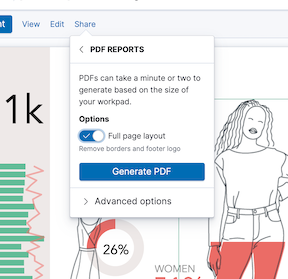 View Edit Share
PDF REPORTS
PDFs can take a minute or two to
generate based on the size of
your workpad.
Options
Full page layout
Remove borders and footer logo
Generate PDF
Advanced options
1k
26%
WOMEN